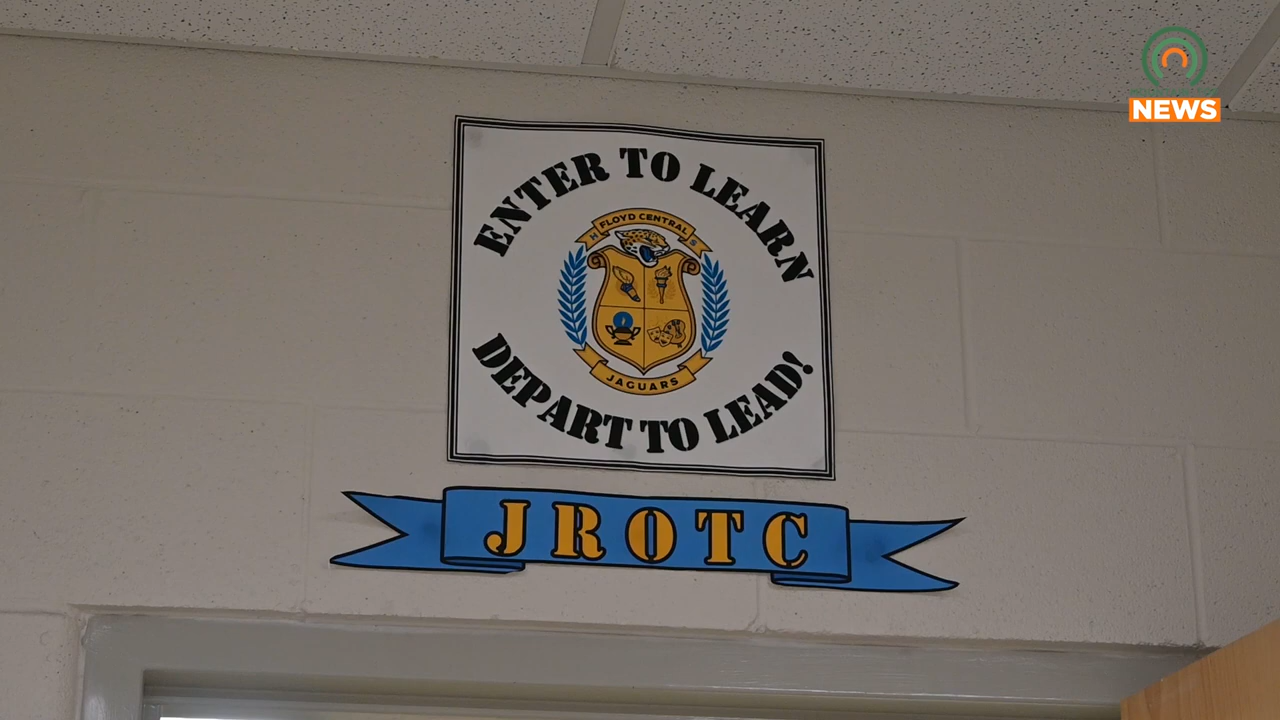 NEWS
ENTER TO LEARN
FLOYD CENTRAL
H S
JAGUARS
DEPART TO LEAD!
JROTC